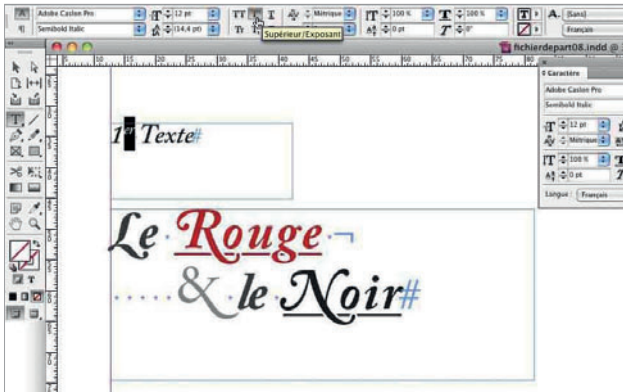 Adobe Caslon Pro 12 pt TT T T Métrique 100 % 100 % T A. (Sans)
Semibold Italic (14,4 pt) Tr 0 pt 0° Français
Supérieur/Exposant
fichierdepart08.indd @
Caractère
Adobe Caslon Pro
Semibold Italic
12 pt
Métrique
100 %
0 pt
Langue : Français
1er Texte#
Le Rouge
& le Noir#